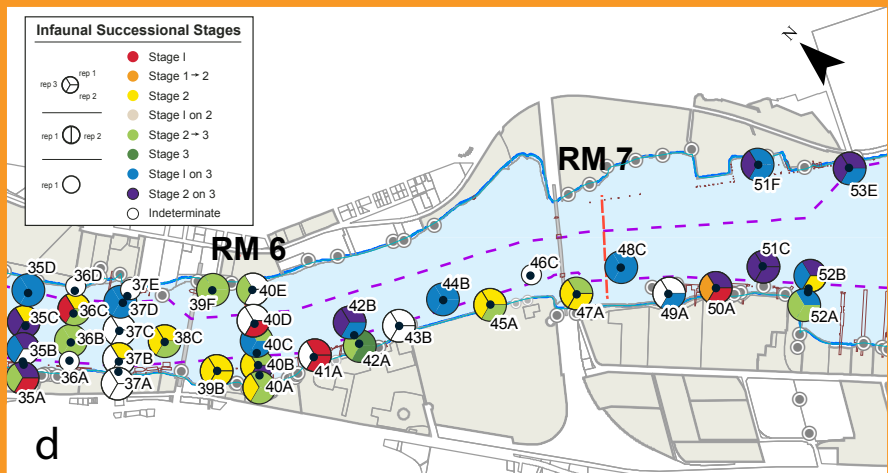 Infaunal Successional Stages
rep 1
rep 3
rep 2
rep 1
rep 2
rep 1
Stage I
Stage 1 → 2
Stage 2
Stage I on 2
Stage 2→ 3
Stage 3
Stage I on 3
Stage 2 on 3
Indeterminate
N
RM 7
51F
53E
RM 6
35D
36D
37E
39F
40E
44B
46C
48C
51C
52B
35C
36C
37D
40D
42B
47A
49A
50A
52A
35B
36B
37C
38C
40C
43B
45A
35A
36A
37B
37A
39B
40B
40A
41A
42A
d